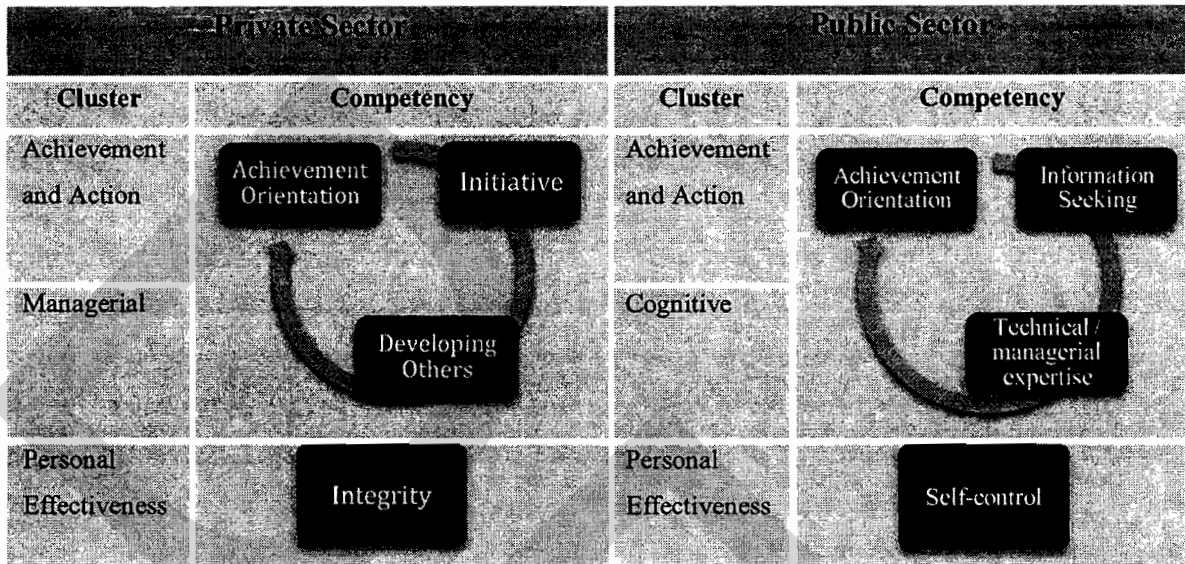 Private Sector
Public Sector
Cluster
Competency
Cluster
Competency
Achievement
and Action
Achievement
Orientation
Initiative
Achievement
and Action
Achievement
Orientation
Information
Seeking
Managerial
Developing
Others
Cognitive
Technical /
managerial
expertise
Personal
Effectiveness
Integrity
Personal
Effectiveness
Self-control